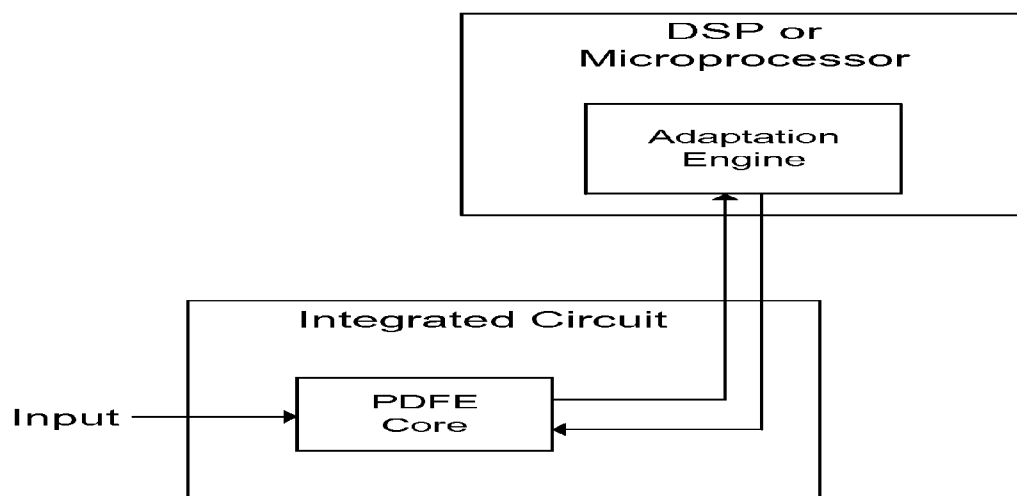 DSP or
Microprocessor
Adaptation
Engine
Integrated Circuit
Input
PDFE
Core